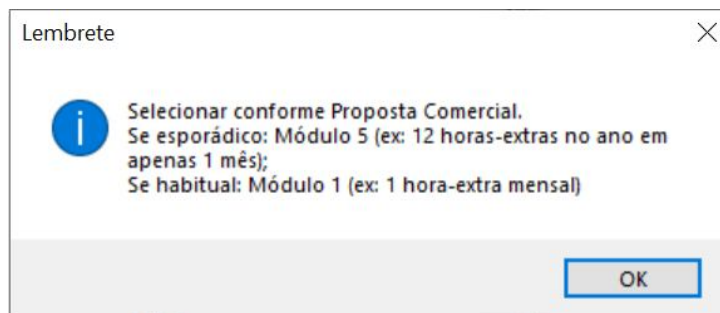 Lembrete
Selecionar conforme Proposta Comercial.
Se esporádico: Módulo 5 (ex: 12 horas-extras no ano em
apenas 1 mês);
Se habitual: Módulo 1 (ex: 1 hora-extra mensal)
OK